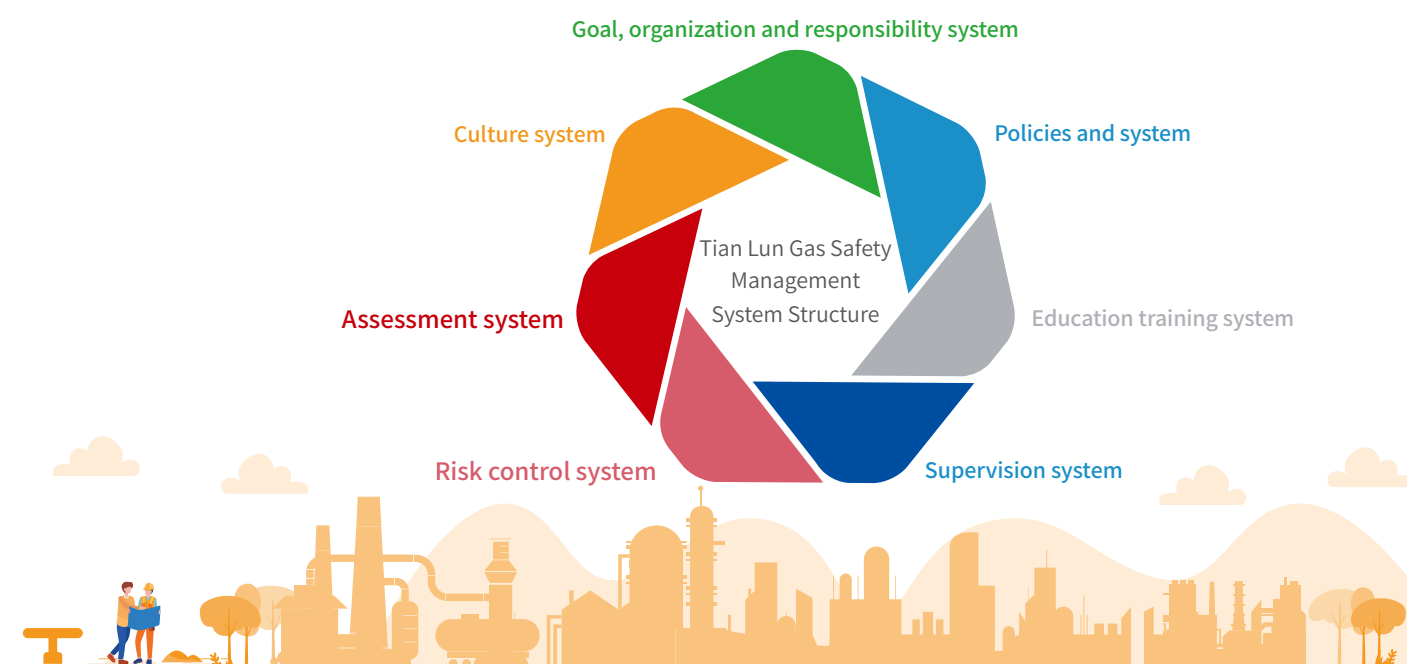 Goal, organization and responsibility system
Culture system
Policies and system
Tian Lun Gas Safety
Management
System Structure
Assessment system
Education training system
Risk control system
Supervision system